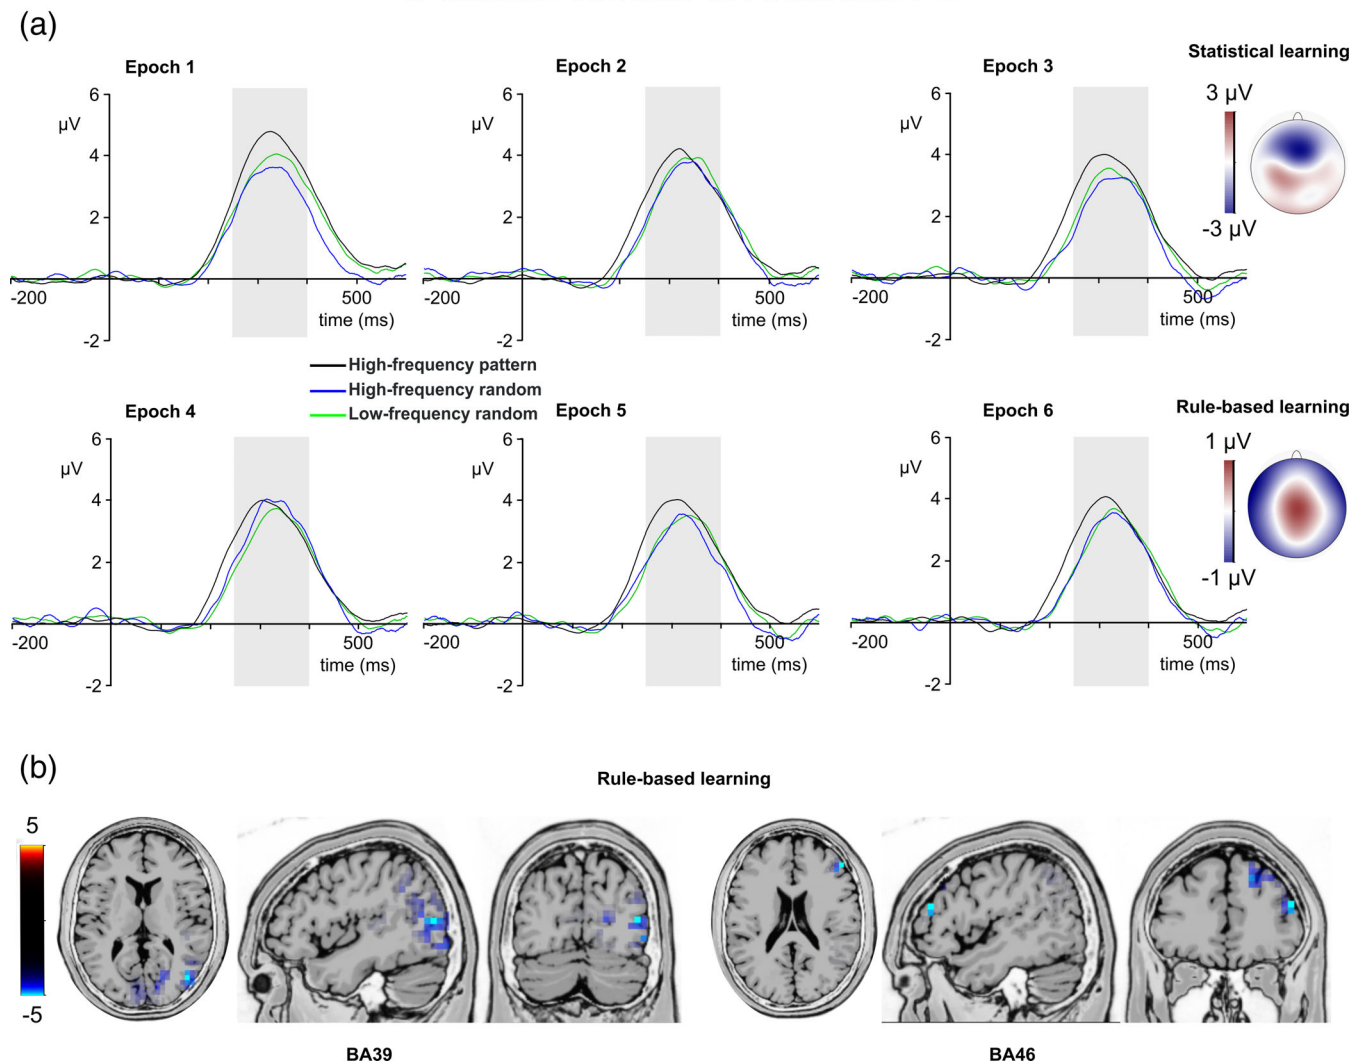 (a)
Epoch 1
Epoch 2
Epoch 3
Statistical learning
6
μV
4
2
-2
-200
500
time (ms)
6
μV
4
2
-2
-200
500
time (ms)
6
μV
4
2
-2
-200
500
time (ms)
3 μV
-3 μV
High-frequency pattern
High-frequency random
Low-frequency random
Epoch 4
Epoch 5
Epoch 6
Rule-based learning
6
μV
4
2
-2
-200
500
time (ms)
6
μV
4
2
-2
-200
500
time (ms)
6
μV
4
2
-2
-200
500
time (ms)
1 μV
-1 μV
(b)
Rule-based learning
5
-5
BA39
BA46